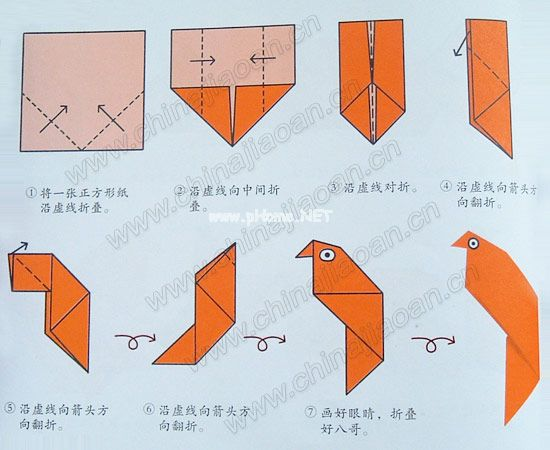 ①将一张正方形纸
沿虚线折叠。
②沿虚线向中间折
叠。
③沿虚线对折。
④沿虚线向箭头方
向翻折。
www.pHome.NET
⑤沿虚线向箭头方
向翻折。
⑥沿虚线向箭头方
向翻折。
⑦画好眼睛，折叠
好八哥。
www.chinajiaoan.cn
www.chinajiaoan.cn
www.chinajiaoan.cn
www.chinajiaoan.cn